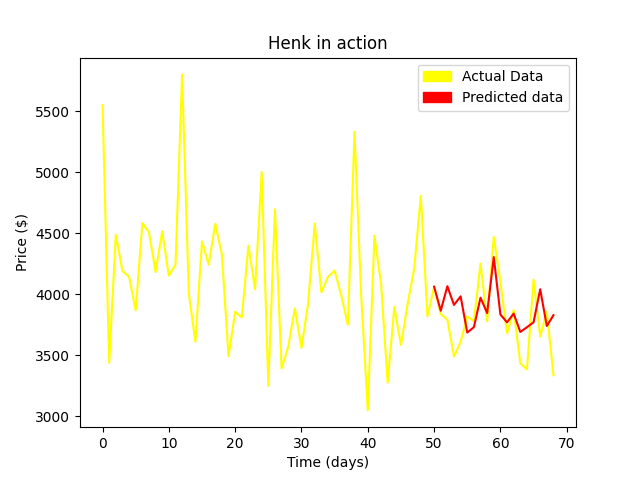 Henk in action
Actual Data
Predicted data
Price ($)
5500
5000
4500
4000
3500
3000
0 10 20 30 40 50 60 70
Time (days)